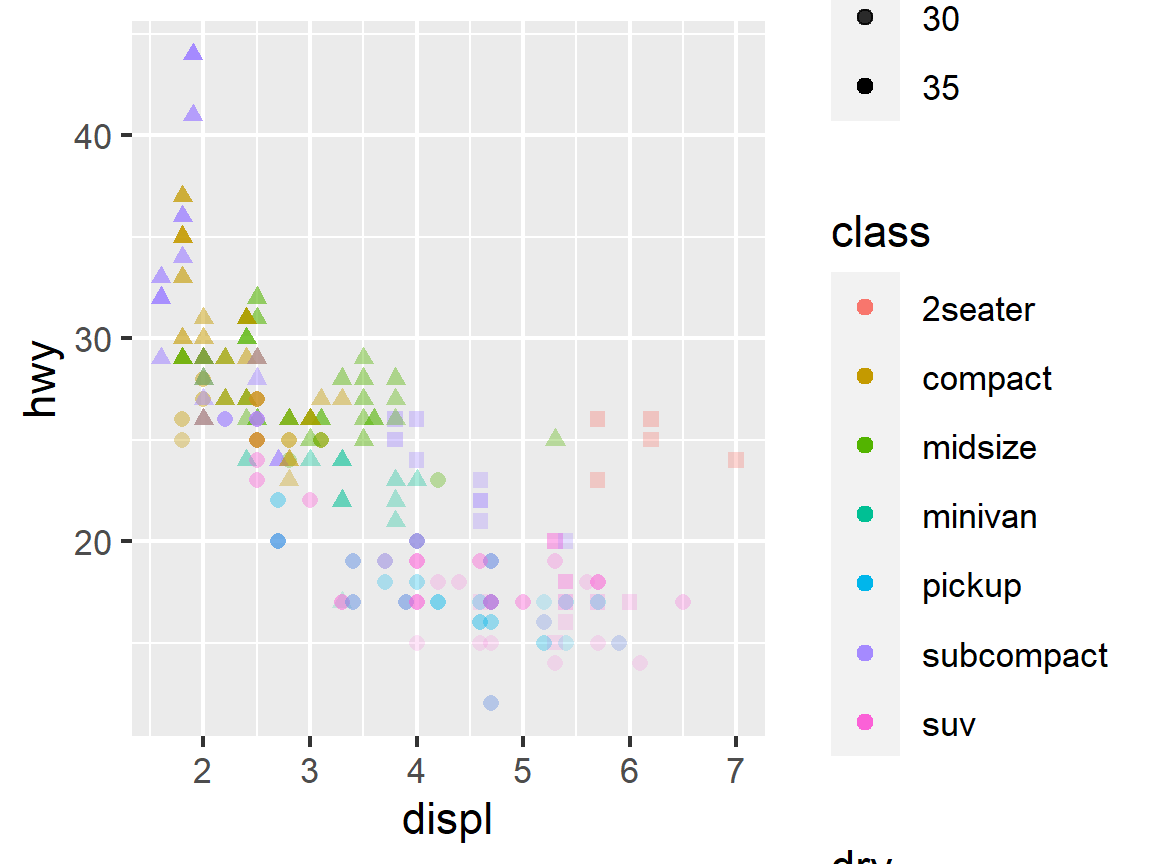 30
35
40
30
20
hwy
2 3 4 5 6 7
displ
class
2seater
compact
midsize
minivan
pickup
subcompact
suv